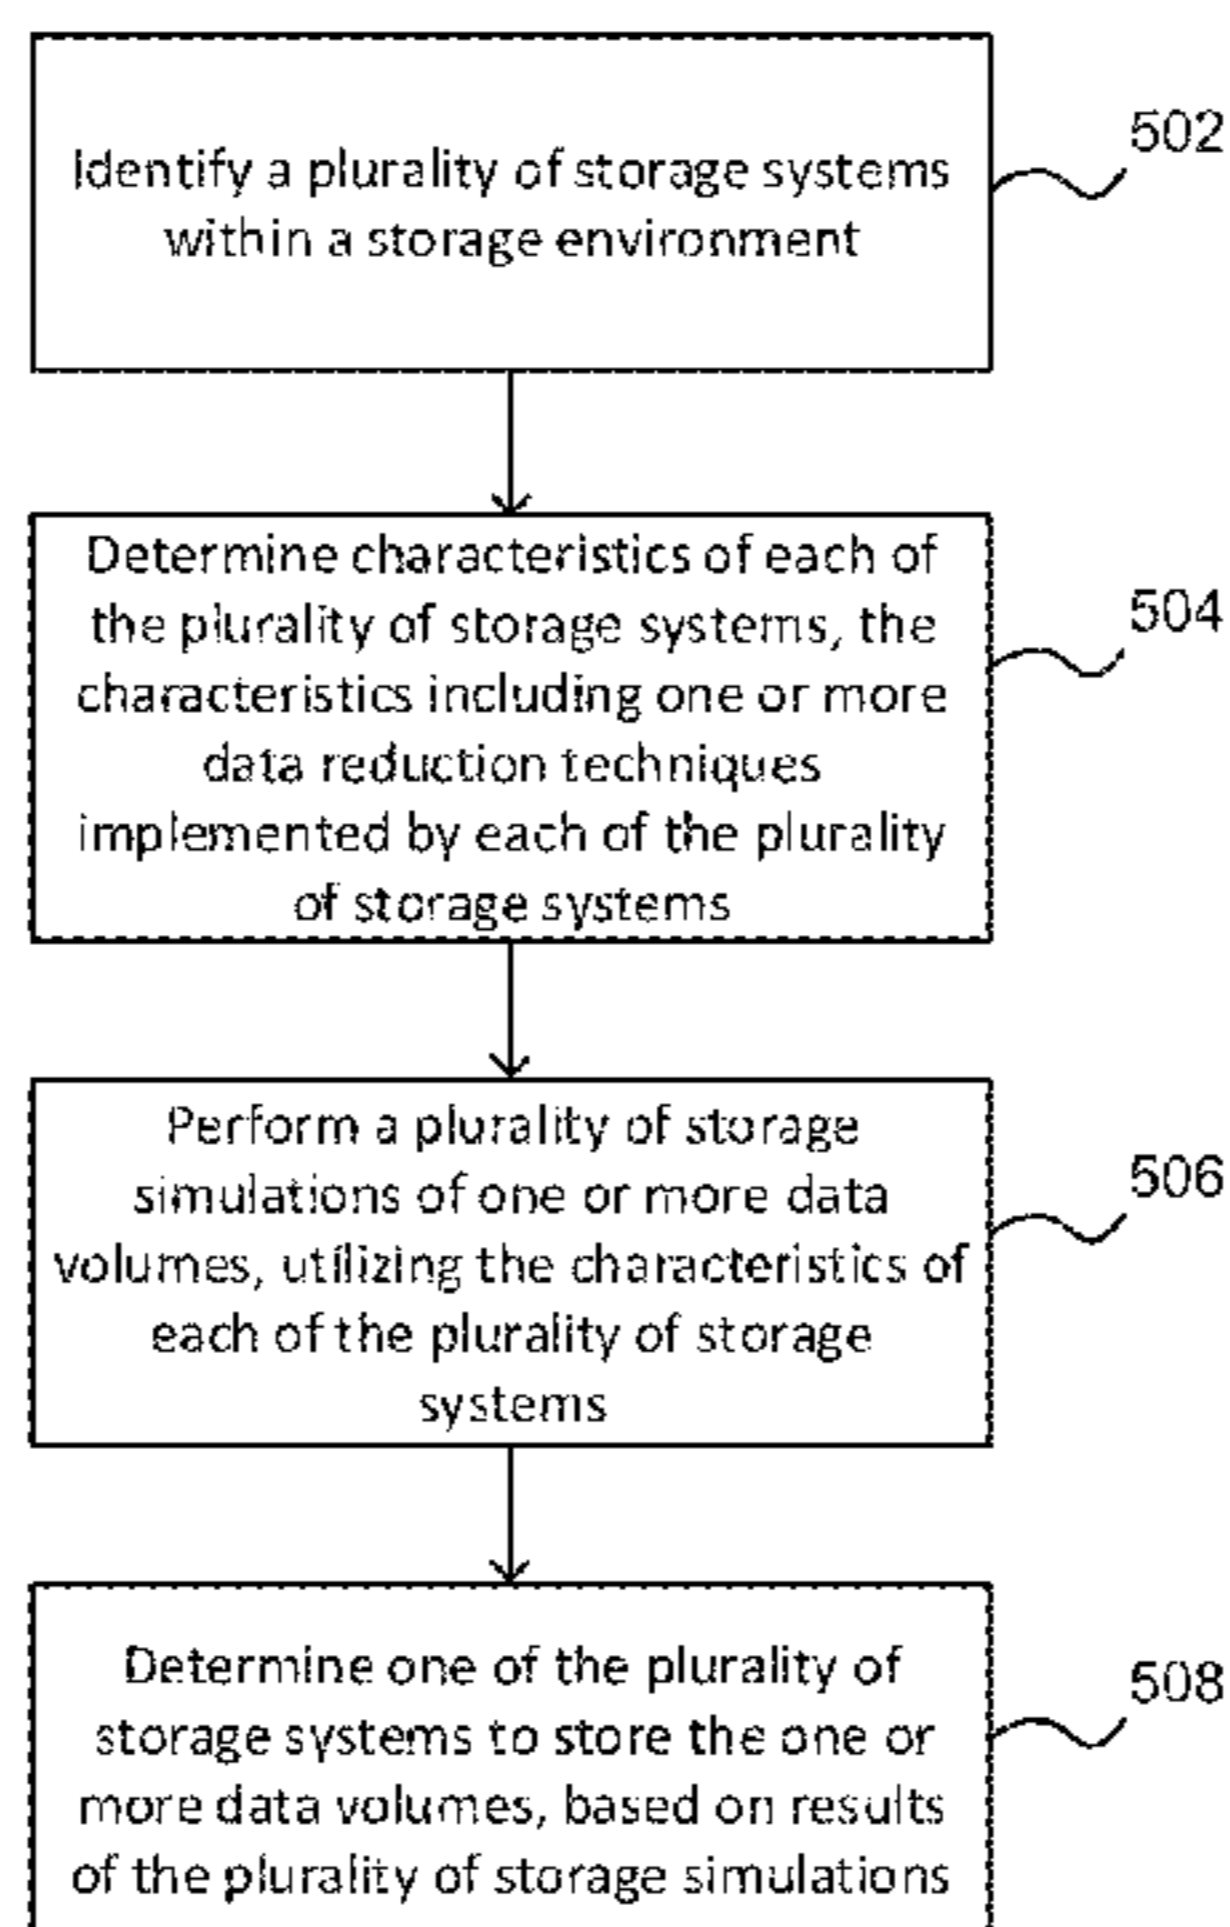 Identify a plurality of storage systems
within a storage environment
502
Determine characteristics of each of
the plurality of storage systems, the
characteristics including one or more
data reduction techniques
implemented by each of the plurality
of storage systems
504
Perform a plurality of storage
simulations of one or more data
volumes, utilizing the characteristics of
each of the plurality of storage
systems
506
Determine one of the plurality of
storage systems to store the one or
more data volumes, based on results
of the plurality of storage simulations
508